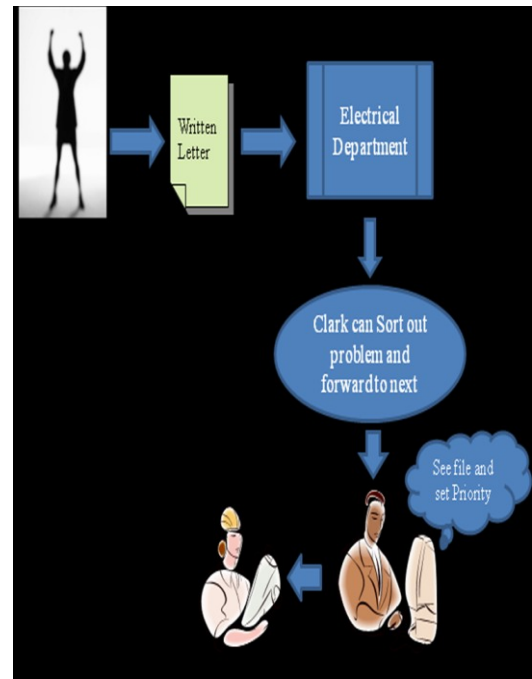 Written
Letter
Electrical
Department
Clark can Sort out
problem and
forward to next
See file and
set Priority